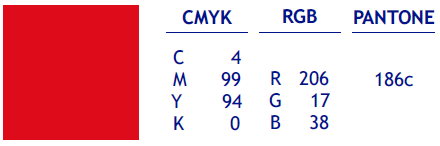 CMYK RGB PANTONE
C 4
M 99 R 206 186c
Y 94 G 17
K 0 B 38